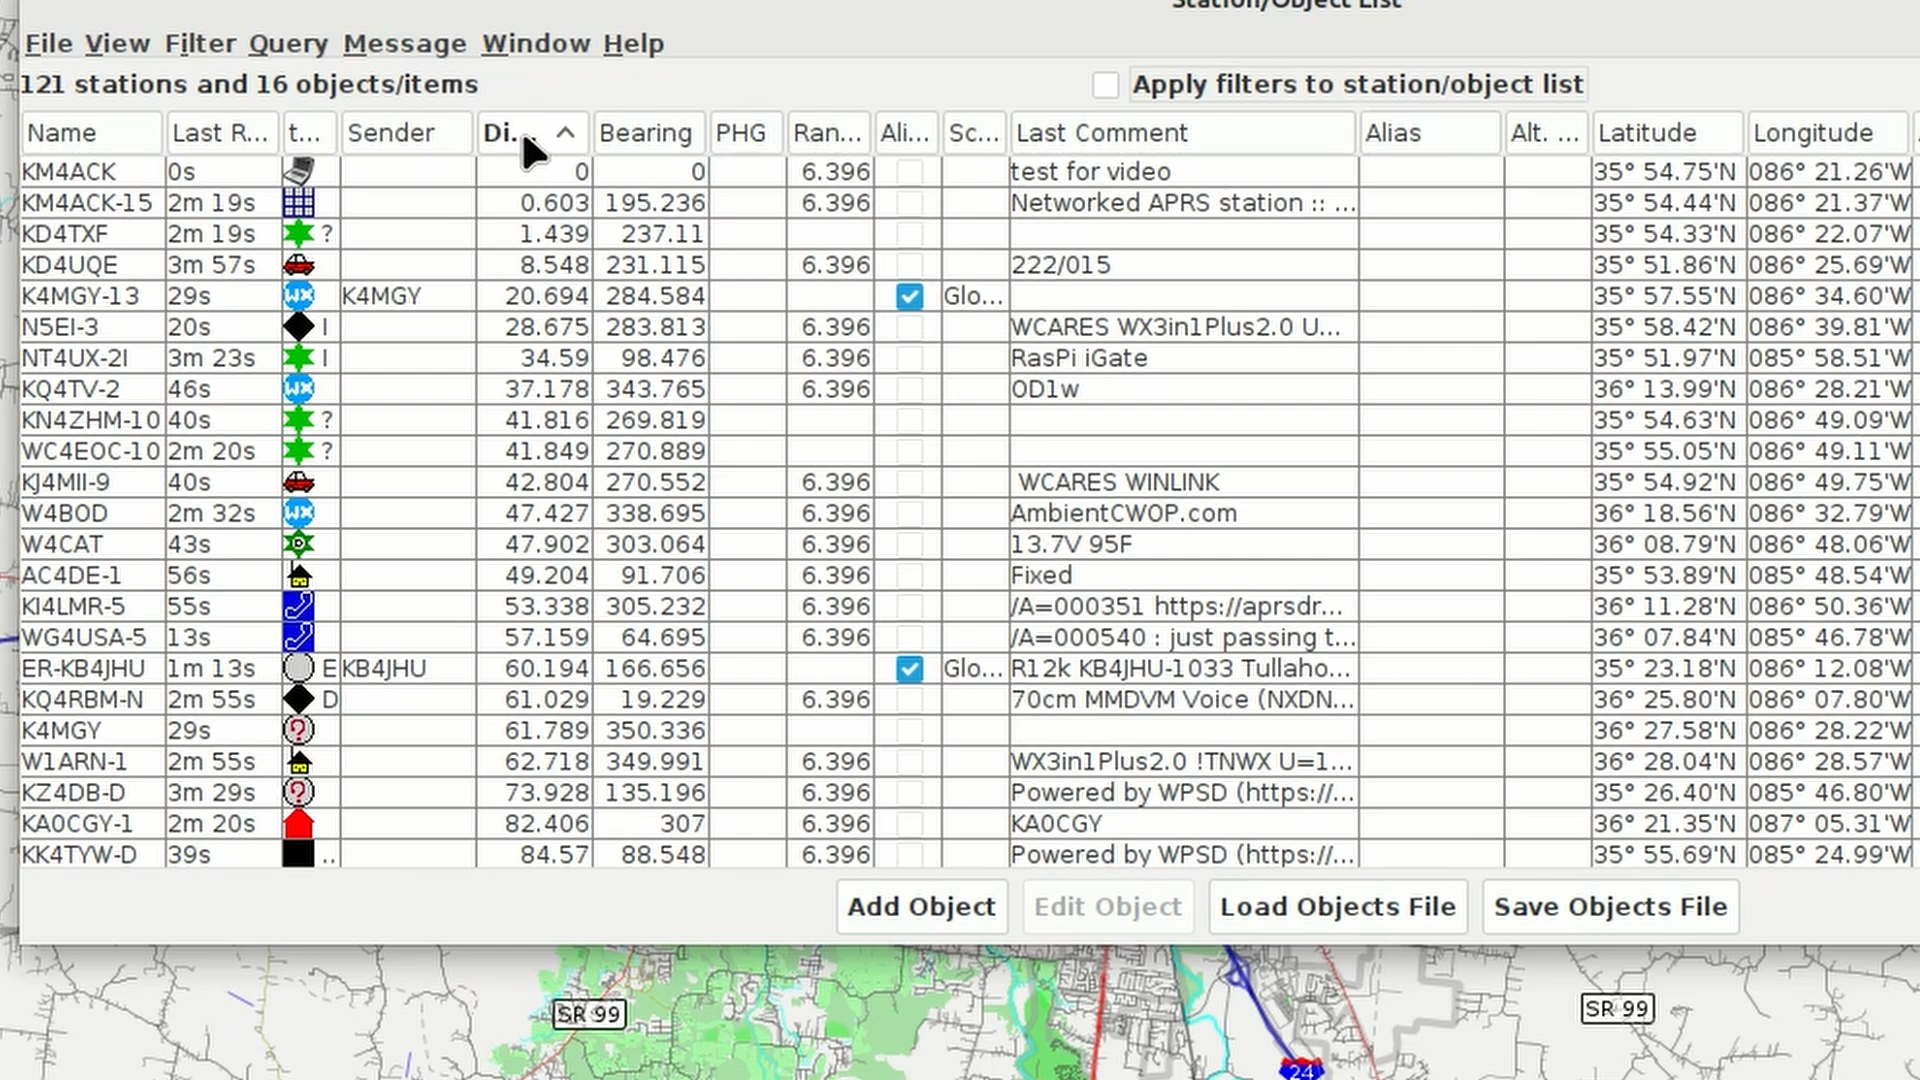 Station/Object List
File View Filter Query Message Window Help
121 stations and 16 objects/items Apply filters to station/object list
Name Last R... t... Sender Di... Bearing PHG Ran... Ali... Sc... Last Comment Alias Alt. ... Latitude Longitude
KM4ACK 0s 0 0 6.396 test for video 35° 54.75'N 086° 21.26'W
KM4ACK-15 2m 19s 0.603 195.236 6.396 Networked APRS station :: ... 35° 54.44'N 086° 21.37'W
KD4TXF 2m 19s ? 1.439 237.11 35° 54.33'N 086° 22.07'W
KD4UQE 3m 57s 8.548 231.115 6.396 222/015 35° 51.86'N 086° 25.69'W
K4MGY-13 29s WX K4MGY 20.694 284.584 Glo... 35° 57.55'N 086° 34.60'W
N5EI-3 20s I 28.675 283.813 6.396 WCARES WX3in1Plus2.0 U... 35° 58.42'N 086° 39.81'W
NT4UX-2I 3m 23s I 34.59 98.476 6.396 RasPi iGate 35° 51.97'N 085° 58.51'W
KQ4TV-2 46s WX 37.178 343.765 6.396 OD1w 36° 13.99'N 086° 28.21'W
KN4ZHM-10 40s ? 41.816 269.819 35° 54.63'N 086° 49.09'W
WC4EOC-10 2m 20s ? 41.849 270.889 35° 55.05'N 086° 49.11'W
KJ4MII-9 40s 42.804 270.552 6.396 WCARES WINLINK 35° 54.92'N 086° 49.75'W
W4BOD 2m 32s WX 47.427 338.695 6.396 AmbientCWOP.com 36° 18.56'N 086° 32.79'W
W4CAT 43s D 47.902 303.064 6.396 13.7V 95F 36° 08.79'N 086° 48.06'W
AC4DE-1 56s 49.204 91.706 6.396 Fixed 35° 53.89'N 085° 48.54'W
KI4LMR-5 55s 53.338 305.232 6.396 /A=000351 https://aprsdr... 36° 11.28'N 086° 50.36'W
WG4USA-5 13s 57.159 64.695 6.396 /A=000540 : just passing t... 36° 07.84'N 085° 46.78'W
ER-KB4JHU 1m 13s E KB4JHU 60.194 166.656 Glo... R12k KB4JHU-1033 Tullaho... 35° 23.18'N 086° 12.08'W
KQ4RBM-N 2m 55s D 61.029 19.229 6.396 70cm MMDVM Voice (NXDN... 36° 25.80'N 086° 07.80'W
K4MGY 29s ? 61.789 350.336 36° 27.58'N 086° 28.22'W
W1ARN-1 2m 55s 62.718 349.991 6.396 WX3in1Plus2.0 !TNWX U=1... 36° 28.04'N 086° 28.57'W
KZ4DB-D 3m 29s ? 73.928 135.196 6.396 Powered by WPSD (https://... 35° 26.40'N 085° 46.80'W
KA0CGY-1 2m 20s 82.406 307 6.396 KA0CGY 36° 21.35'N 087° 05.31'W
KK4TYW-D 39s .. 84.57 88.548 6.396 Powered by WPSD (https://... 35° 55.69'N 085° 24.99'W
Add Object Edit Object Load Objects File Save Objects File
SR 99
SR 99
24